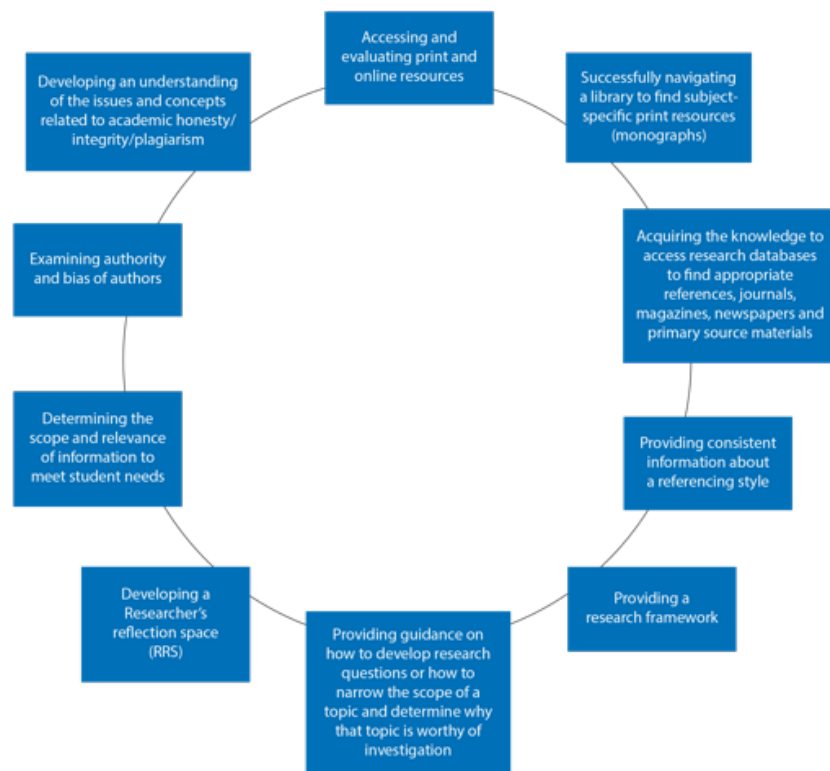 Accessing and
evaluating print and
online resources
Successfully navigating
a library to find subject-
specific print resources
(monographs)
Acquiring the knowledge to
access research databases
to find appropriate
references, journals,
magazines, newspapers and
primary source materials
Providing consistent
information about
a referencing style
Providing a
research framework
Providing guidance on
how to develop research
questions or how to
narrow the scope of a
topic and determine why
that topic is worthy of
investigation
Developing a
Researcher's
reflection space
(RRS)
Determining the
scope and relevance
of information to
meet student needs
Examining authority
and bias of authors
Developing an understanding
of the issues and concepts
related to academic honesty/
integrity/plagiarism